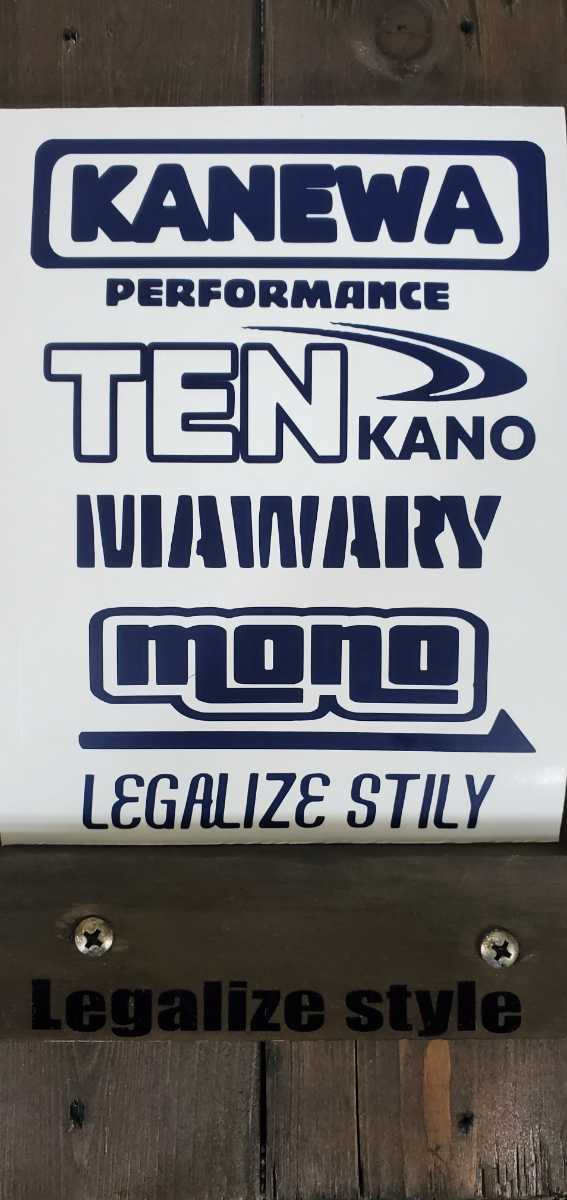 KANEWA
PERFORMANCE
TEN KANO
MAWARY
mono
LEGALIZE STILY
Legalize style